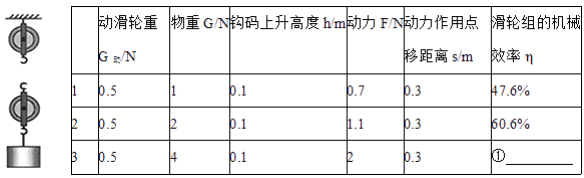 动滑轮重 物重 G/N 钩码上升高度 h/m 动力 F/N 动力作用点 滑轮组的机械
G 动/N 移距离 s/m 效率 η
1 0.5 1 0.1 0.7 0.3 47.6%
2 0.5 2 0.1 1.1 0.3 60.6%
3 0.5 4 0.1 2 0.3 ①________